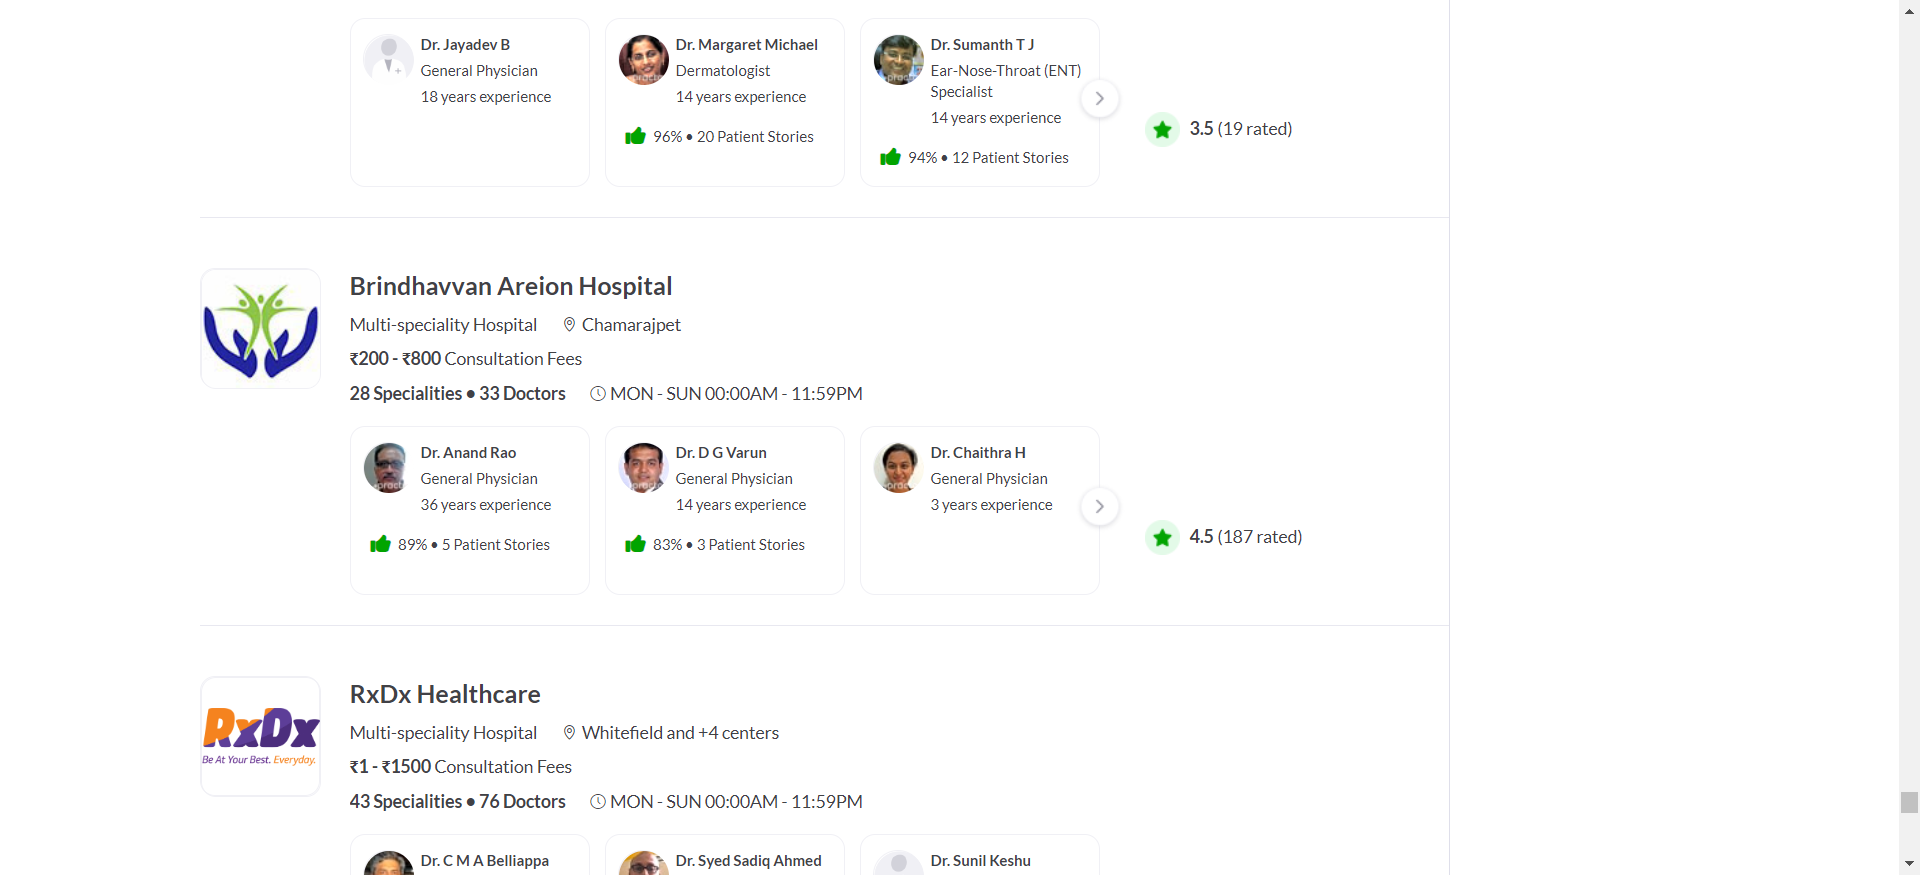 Dr. Jayadev B
General Physician
18 years experience
Dr. Margaret Michael
Dermatologist
14 years experience
96% • 20 Patient Stories
Dr. Sumanth T J
Ear-Nose-Throat (ENT)
Specialist
14 years experience
94% • 12 Patient Stories
3.5 (19 rated)
Brindhavvan Areion Hospital
Multi-speciality Hospital Chamarajpet
₹200 - ₹800 Consultation Fees
28 Specialities • 33 Doctors MON - SUN 00:00AM - 11:59PM
Dr. Anand Rao
General Physician
36 years experience
89% • 5 Patient Stories
Dr. D G Varun
General Physician
14 years experience
83% • 3 Patient Stories
Dr. Chaithra H
General Physician
3 years experience
4.5 (187 rated)
RxDx
Be At Your Best. Everyday.
RxDx Healthcare
Multi-speciality Hospital Whitefield and +4 centers
₹1 - ₹1500 Consultation Fees
43 Specialities • 76 Doctors MON - SUN 00:00AM - 11:59PM
Dr. C M A Belliappa
Dr. Syed Sadiq Ahmed
Dr. Sunil Keshu